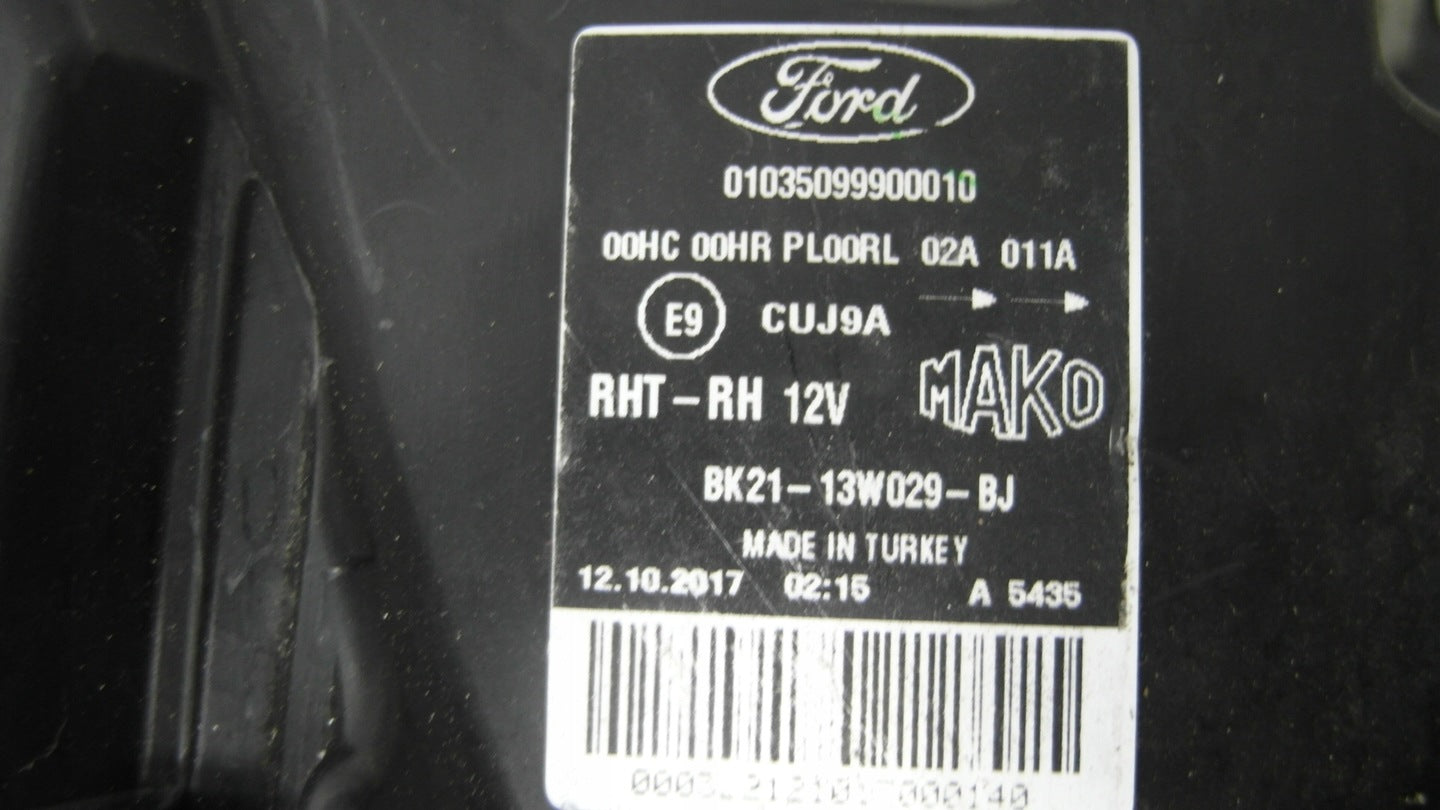 Ford
01035099900010
00HC 00HR PL00RL 02A 011A
E9 CUJ9A
MAKO
RHT-RH 12V
BK21-13W029-BJ
MADE IN TURKEY
12.10.2017 02:15 A 5435